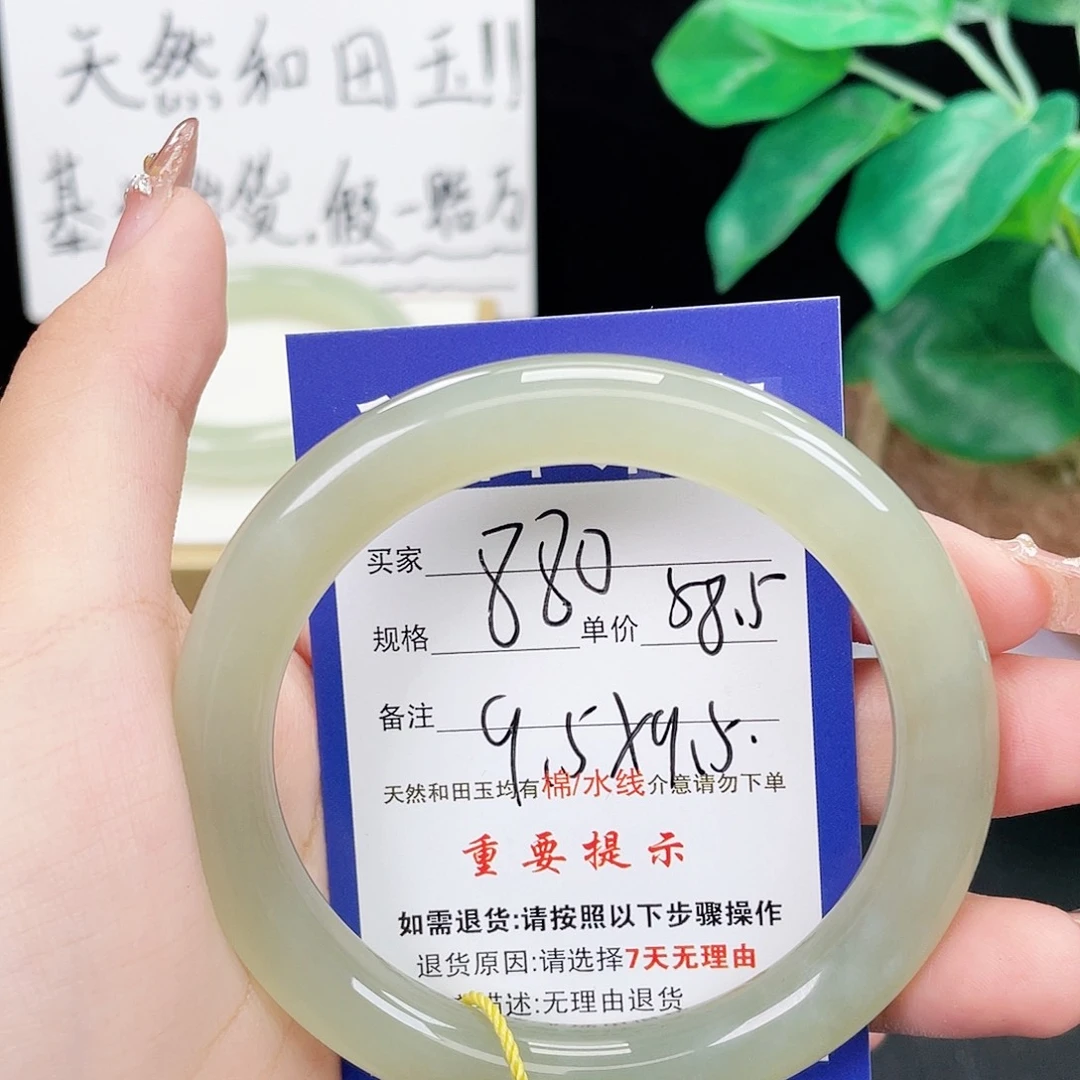 天然和田玉!!
基 货.假一赔万
买家 880
规格 单价 58.5
备注 9.5X9.5.
天然和田玉均有棉/水线介意请勿下单
重要提示
如需退货:请按照以下步骤操作
退货原因:请选择7天无理由
描述:无理由退货